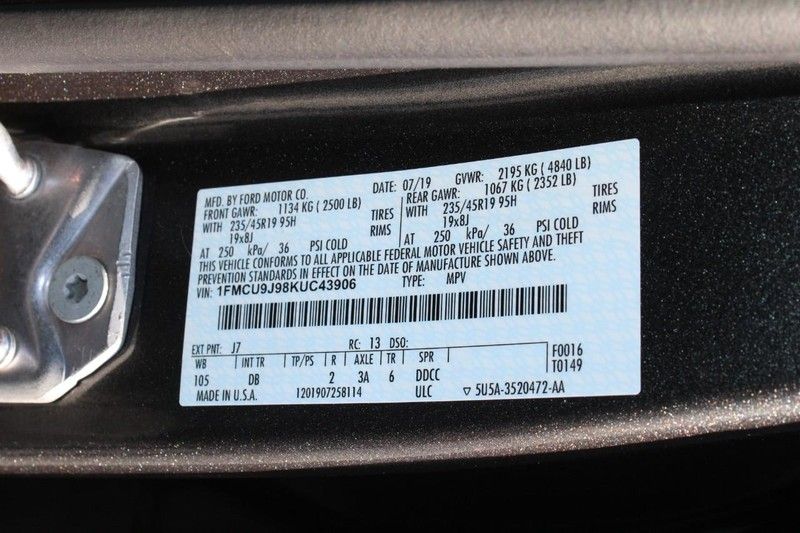 MFD. BY FORD MOTOR CO.
DATE: 07/19 GVWR: 2195 KG ( 4840 LB)
FRONT GAWR: 1134 KG ( 2500 LB)
REAR GAWR: 1067 KG ( 2352 LB)
WITH 235/45R19 95H TIRES
WITH 235/45R19 95H TIRES
19x8J RIMS
19x8J RIMS
AT 250 kPa/ 36 PSI COLD
AT 250 kPa/ 36 PSI COLD
THIS VEHICLE CONFORMS TO ALL APPLICABLE FEDERAL MOTOR VEHICLE SAFETY AND THEFT
PREVENTION STANDARDS IN EFFECT ON THE DATE OF MANUFACTURE SHOWN ABOVE.
VIN: 1FMCU9J98KUC43906 TYPE: MPV
EXT PNT: J7 RC: 13 DSO:
WB INT TR TP/PS R AXLE TR SPR F0016
105 DB 2 3A 6 DDCC T0149
MADE IN U.S.A. 1201907258114 ULC ▽ 5U5A-3520472-AA